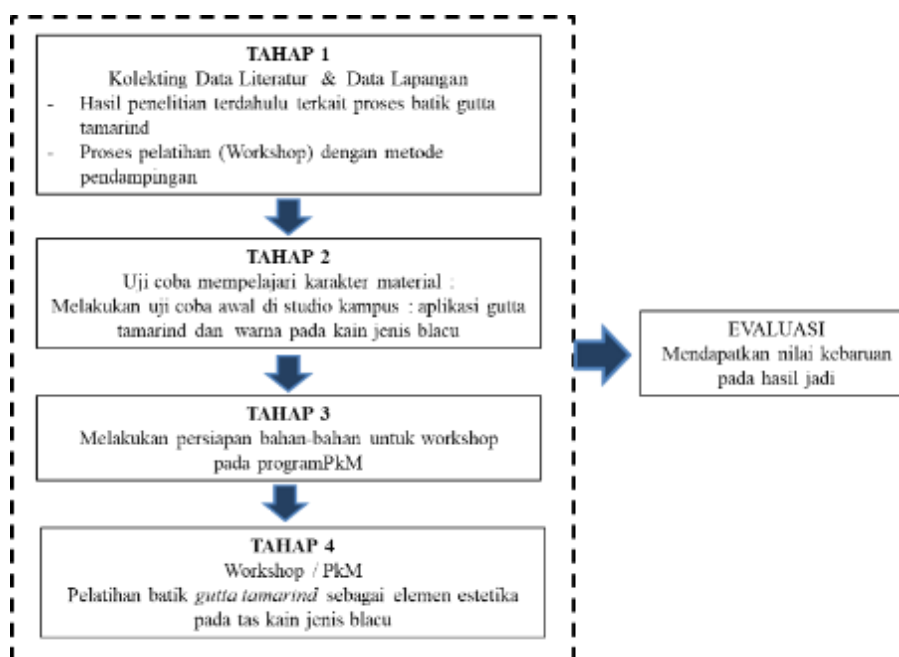 TAHAP 1
Kolekting Data Literatur & Data Lapangan
- Hasil penelitian terdahulu terkait proses batik gutta
tamarind
- Proses pelatihan (Workshop) dengan metode
pendampingan
TAHAP 2
Uji coba mempelajari karakter material :
Melakukan uji coba awal di studio kampus : aplikasi gutta
tamarind dan warna pada kain jenis blacu
TAHAP 3
Melakukan persiapan bahan-bahan untuk workshop
pada programPkM
TAHAP 4
Workshop / PkM
Pelatihan batik gutta tamarind sebagai elemen estetika
pada tas kain jenis blacu
EVALUASI
Mendapatkan nilai kebaruan
pada hasil jadi